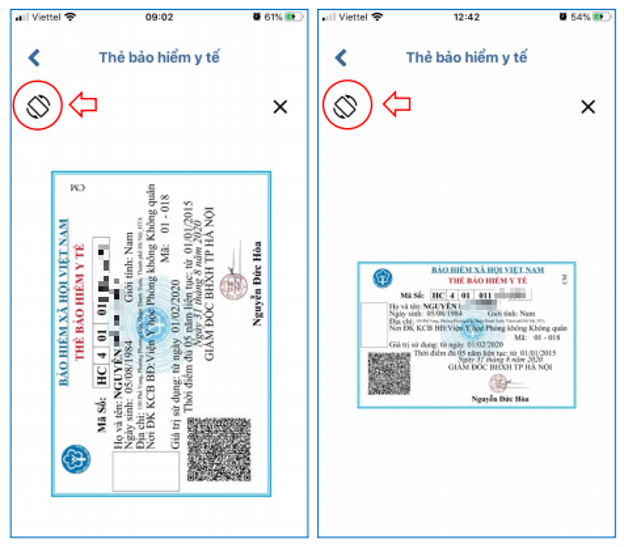 Viettel 09:02 61%
Thẻ bảo hiểm y tế
BẢO HIỂM XÃ HỘI VIỆT NAM
THẺ BẢO HIỂM Y TẾ
CM
Mã Số: HC 4 01 01
Họ và tên: NGUYỄN
Ngày sinh: 05/08/1984 Giới tính: Nam
Địa chỉ:
Nơi ĐK KCB BĐ: Viện Y học Phòng không Không quân
Mã: 01 - 018
Giá trị sử dụng: từ ngày 01/02/2020
Thời điểm đủ 05 năm liên tục: từ 01/01/2015
Ngày 31 tháng 8 năm 2020
GIÁM ĐỐC BHXH TP HÀ NỘI
Nguyễn Đức Hòa
Viettel 12:42 54%
Thẻ bảo hiểm y tế
BẢO HIỂM XÃ HỘI VIỆT NAM
THẺ BẢO HIỂM Y TẾ
CM
Mã Số: HC 4 01 011
Họ và tên: NGUYỄN
Ngày sinh: 05/08/1984 Giới tính: Nam
Địa chỉ:
Nơi ĐK KCB BĐ: Viện Y học Phòng không Không quân
Mã: 01 - 018
Giá trị sử dụng: từ ngày 01/02/2020
Thời điểm đủ 05 năm liên tục: từ 01/01/2015
Ngày 31 tháng 8 năm 2020
GIÁM ĐỐC BHXH TP HÀ NỘI
Nguyễn Đức Hòa